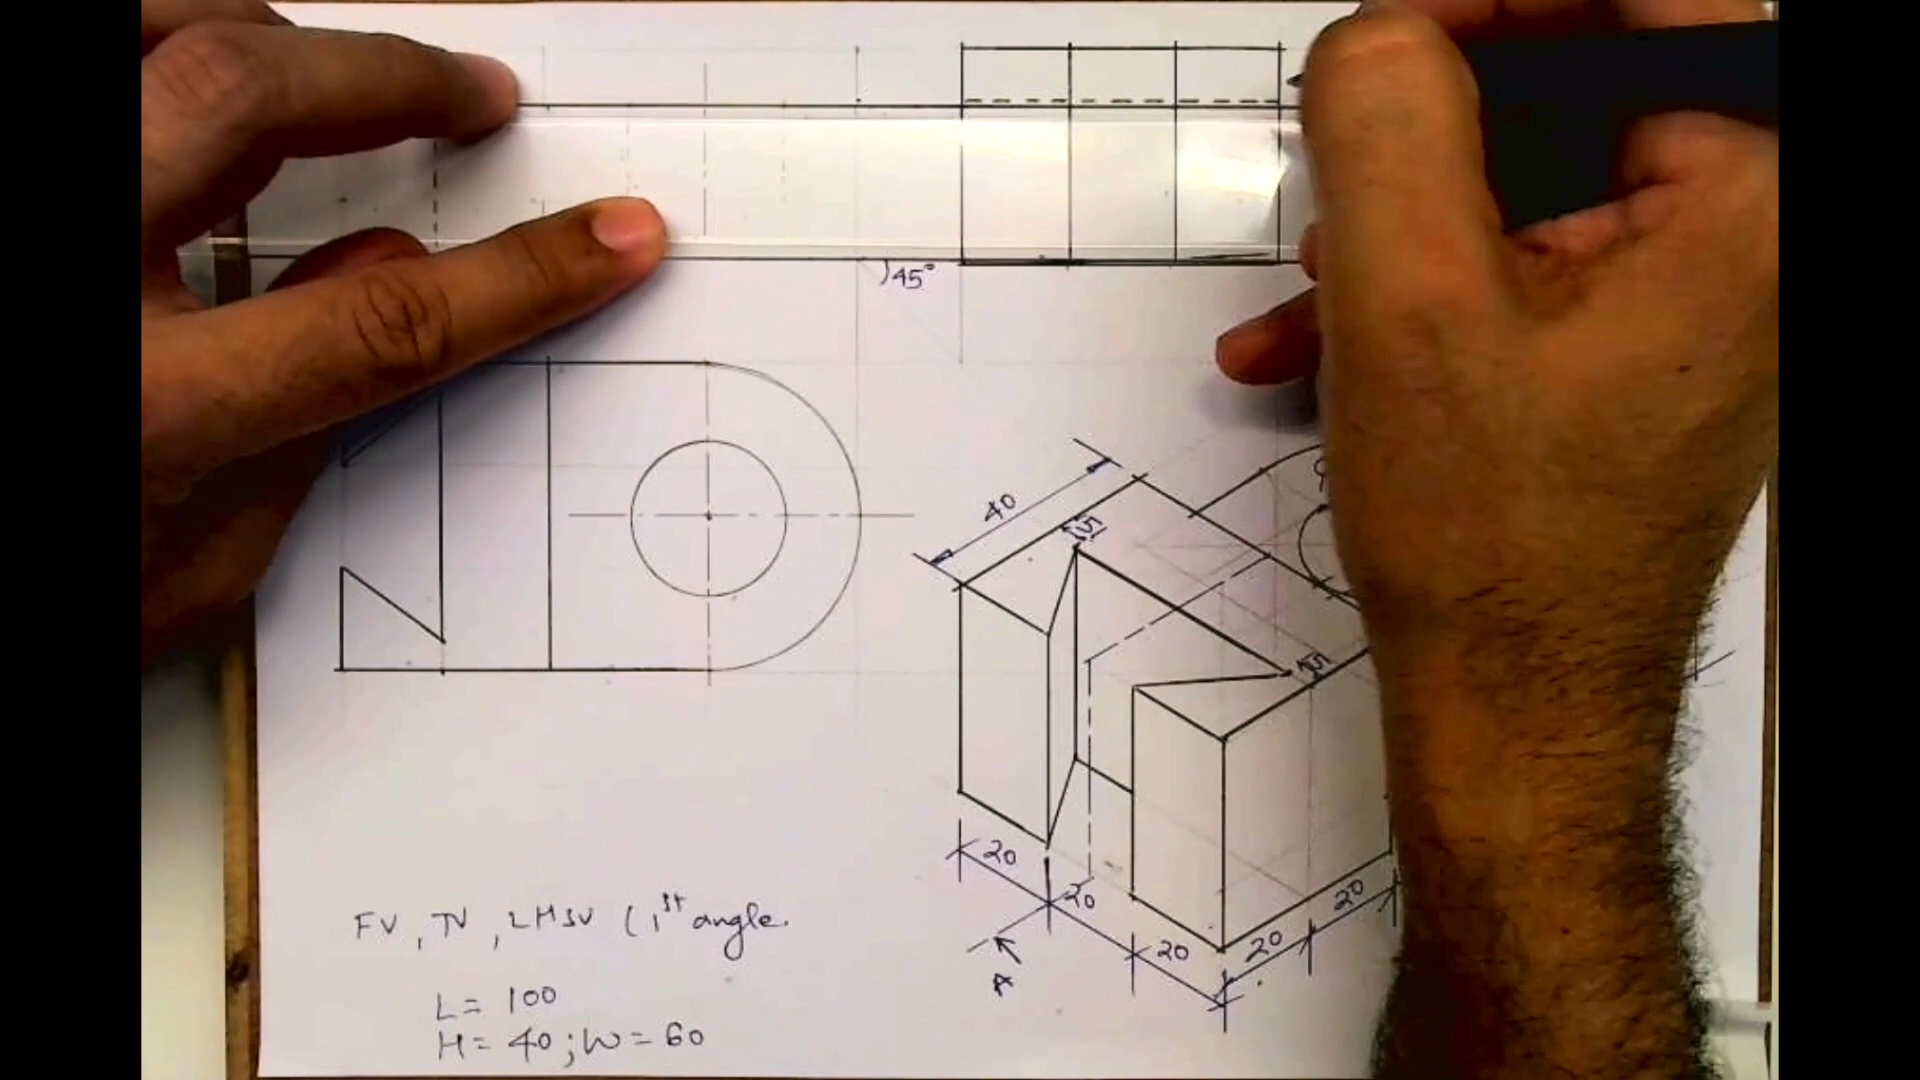 45°
40
15
15
20
20
20
20
20
A
FV, TV, LHSV (1st angle.
L = 100
H = 40 ; W = 60